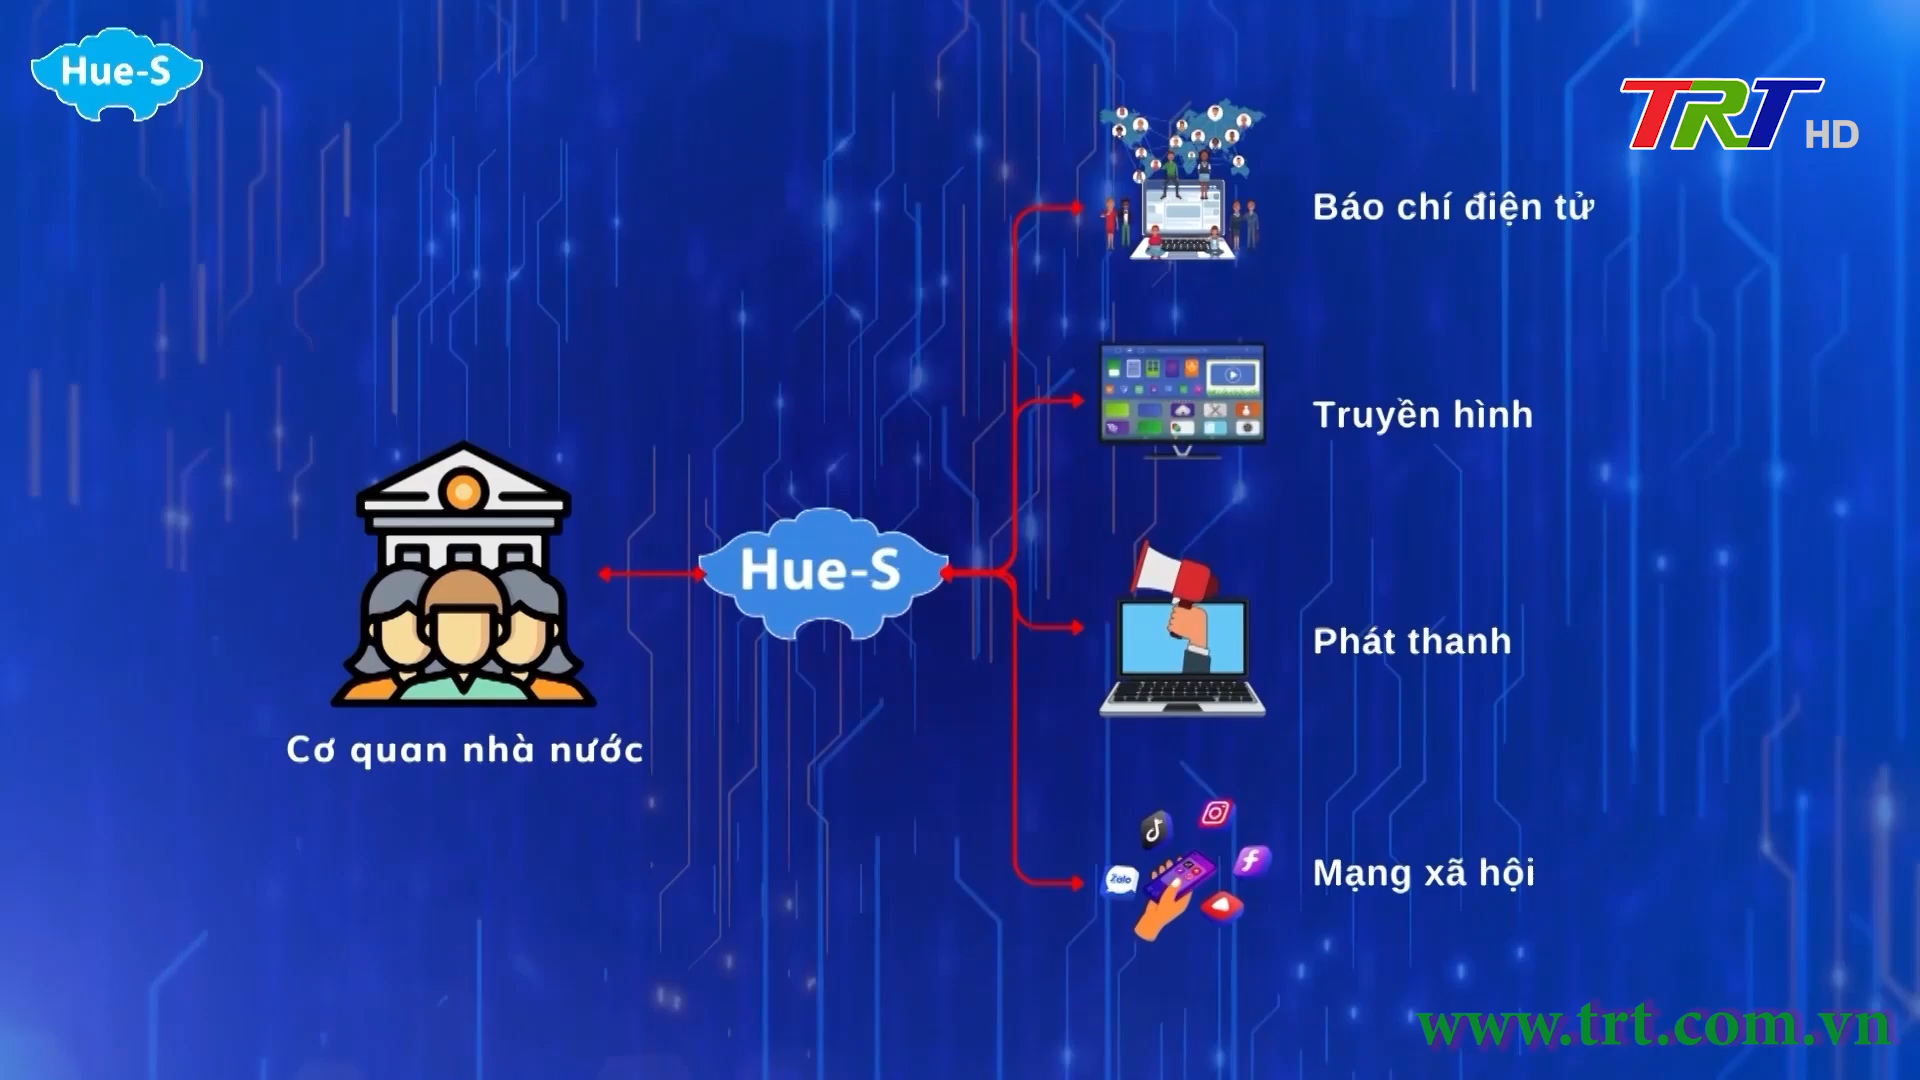 Hue-S
TRT HD
Báo chí điện tử
Truyền hình
Hue-S
Phát thanh
Cơ quan nhà nước
Zalo
Mạng xã hội
www.trt.com.vn